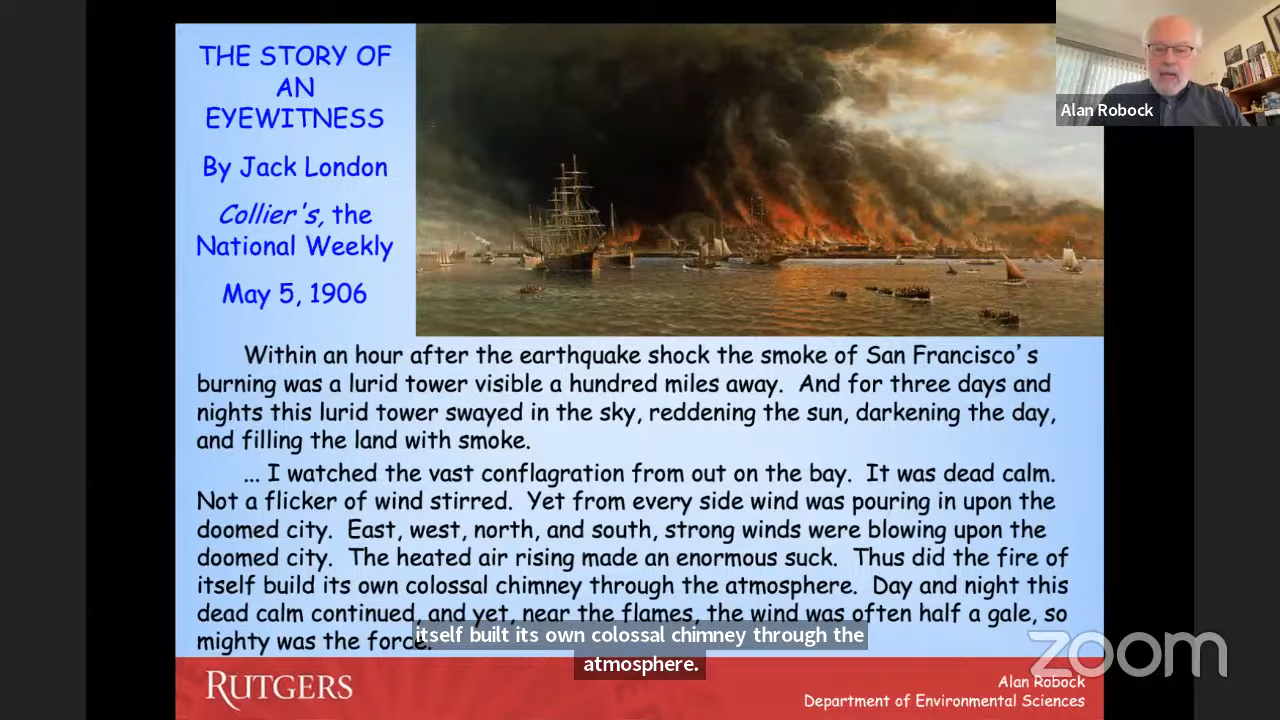 THE STORY OF
AN
EYEWITNESS
By Jack London
Collier's, the
National Weekly
May 5, 1906
Alan Robock
Within an hour after the earthquake shock the smoke of San Francisco's
burning was a lurid tower visible a hundred miles away. And for three days and
nights this lurid tower swayed in the sky, reddening the sun, darkening the day,
and filling the land with smoke.
... I watched the vast conflagration from out on the bay. It was dead calm.
Not a flicker of wind stirred. Yet from every side wind was pouring in upon the
doomed city. East, west, north, and south, strong winds were blowing upon the
doomed city. The heated air rising made an enormous suck. Thus did the fire of
itself build its own colossal chimney through the atmosphere. Day and night this
dead calm continued, and yet, near the flames, the wind was often half a gale, so
mighty was the force.
itself built its own colossal chimney through the
atmosphere.
zoom
RUTGERS
Alan Robock
Department of Environmental Sciences